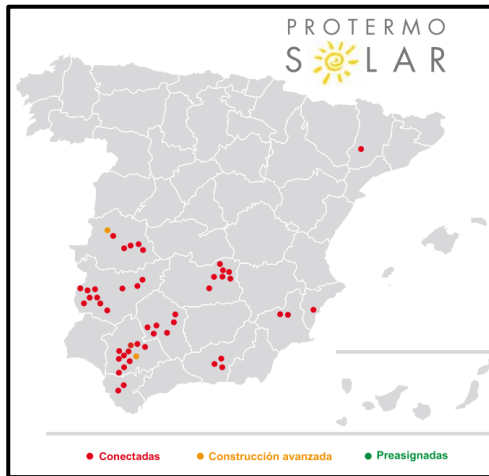 PROTERMO
SOLAR
Conectadas
Construcción avanzada
Preasignadas